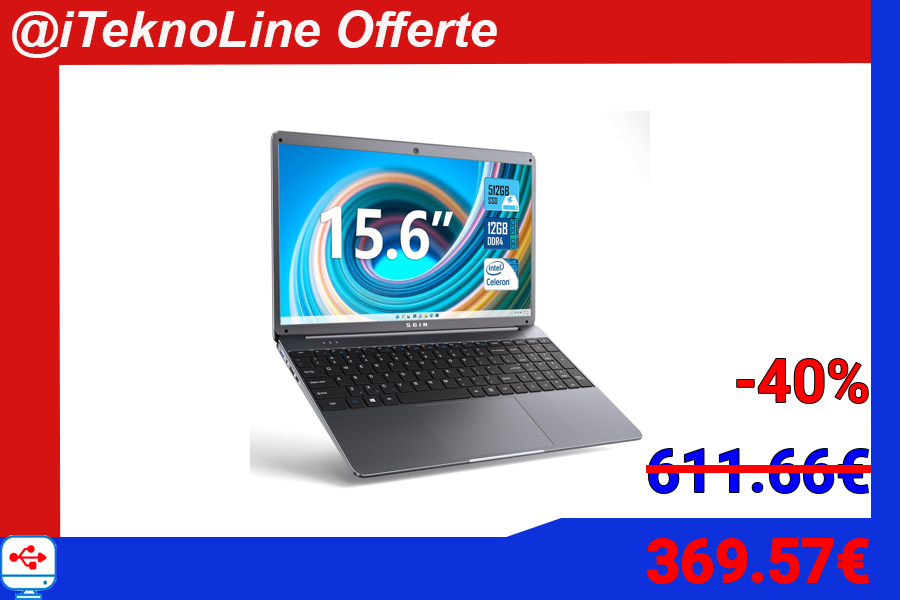 @iTeknoLine Offerte
512GB
SSD
15.6”
12GB
DDR4
intel
Celeron
SGIN
-40%
611.66€
369.57€